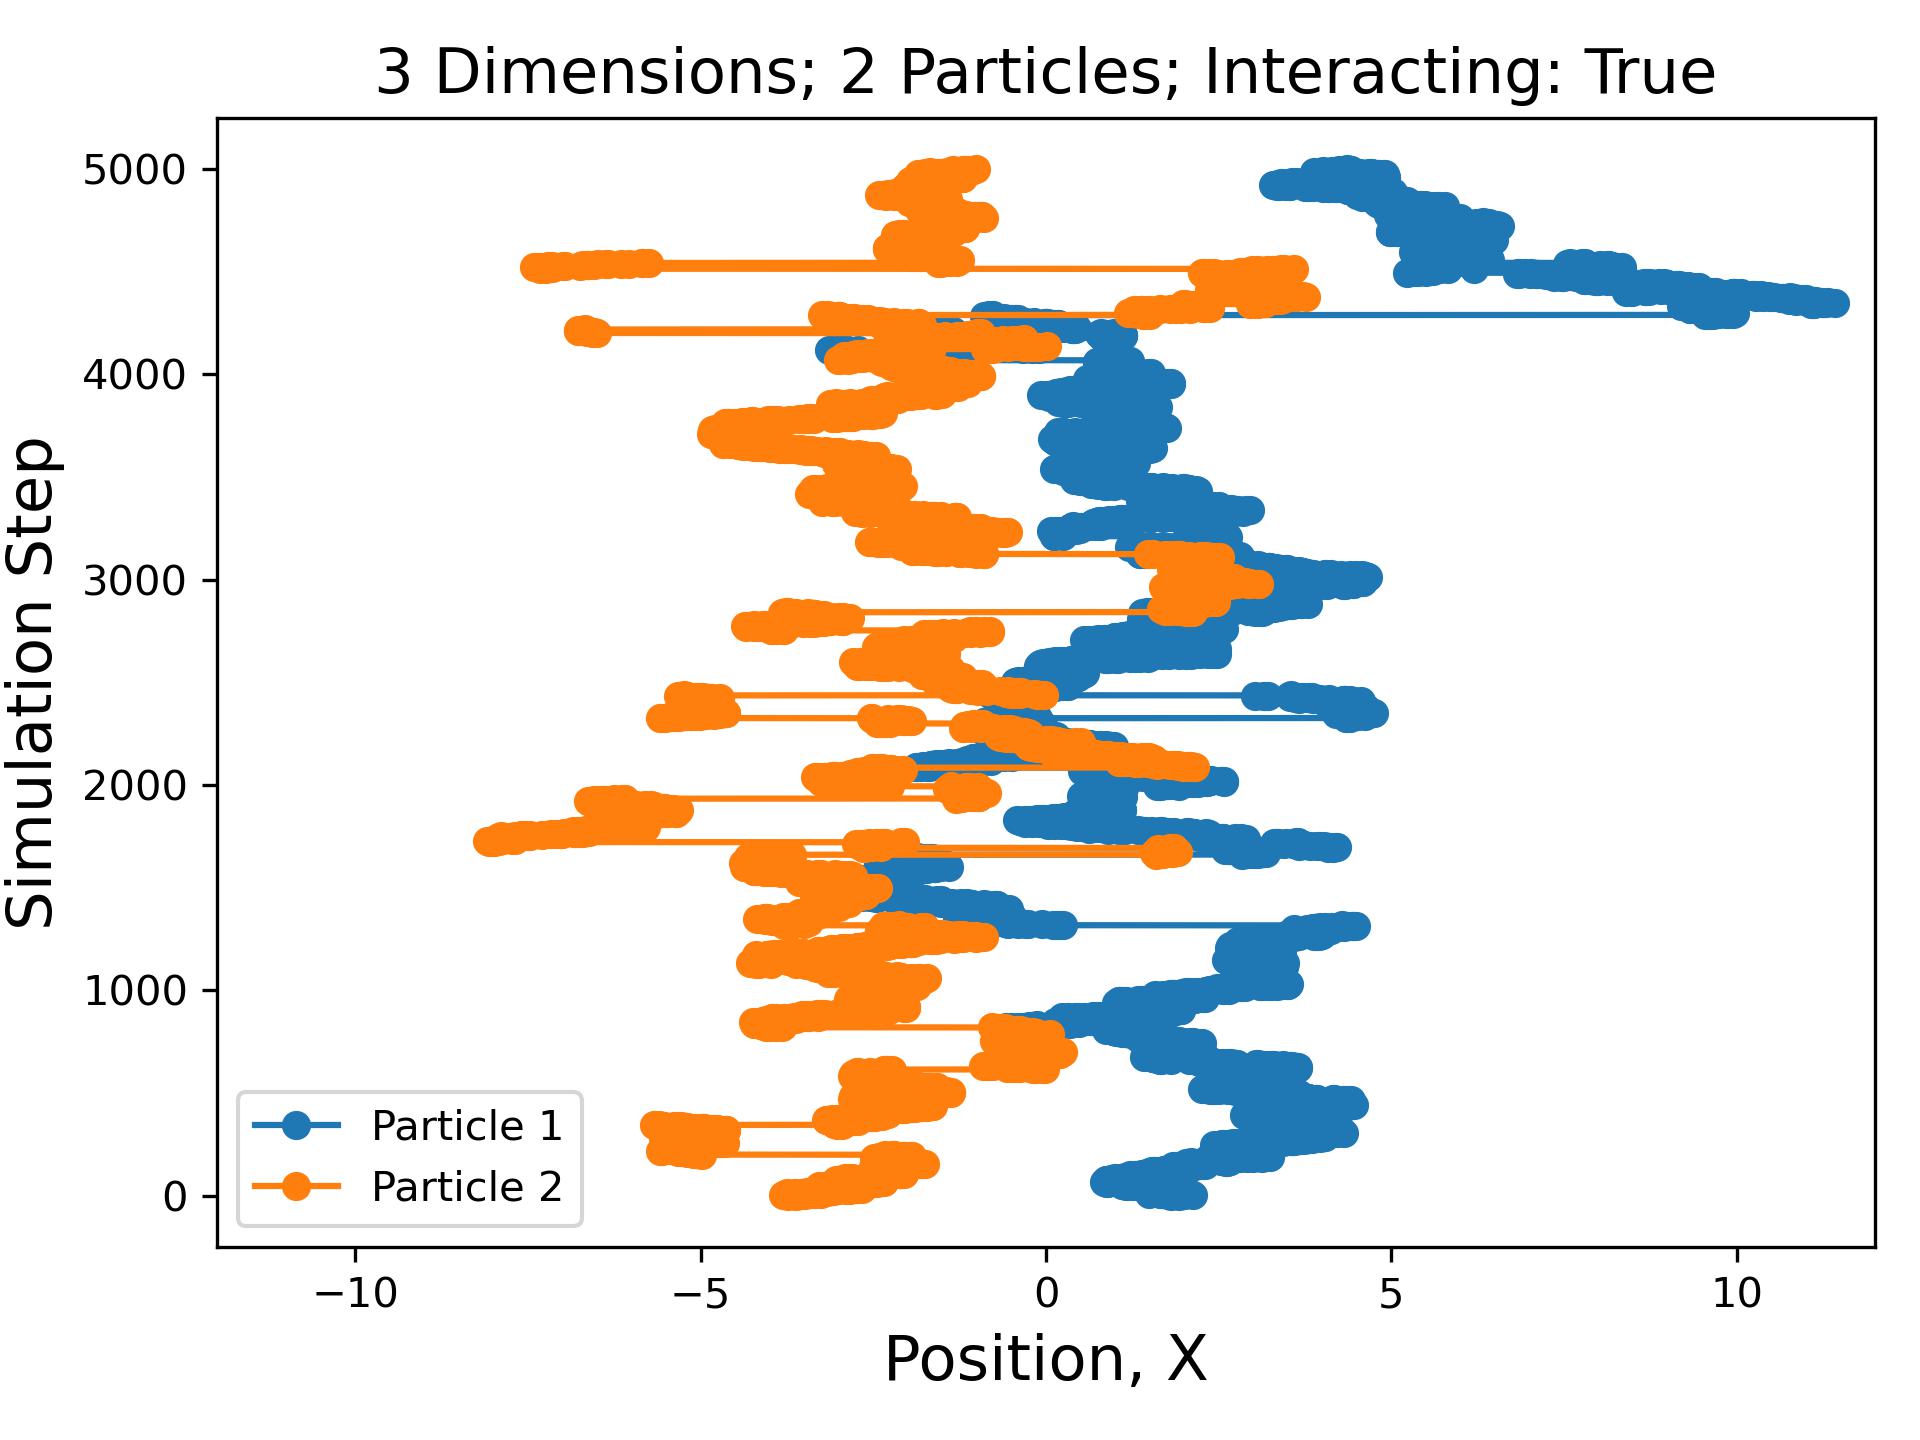 3 Dimensions; 2 Particles; Interacting: True
Simulation Step
5000
4000
3000
2000
1000
0
Particle 1
Particle 2
−10
−5
0
5
10
Position, X